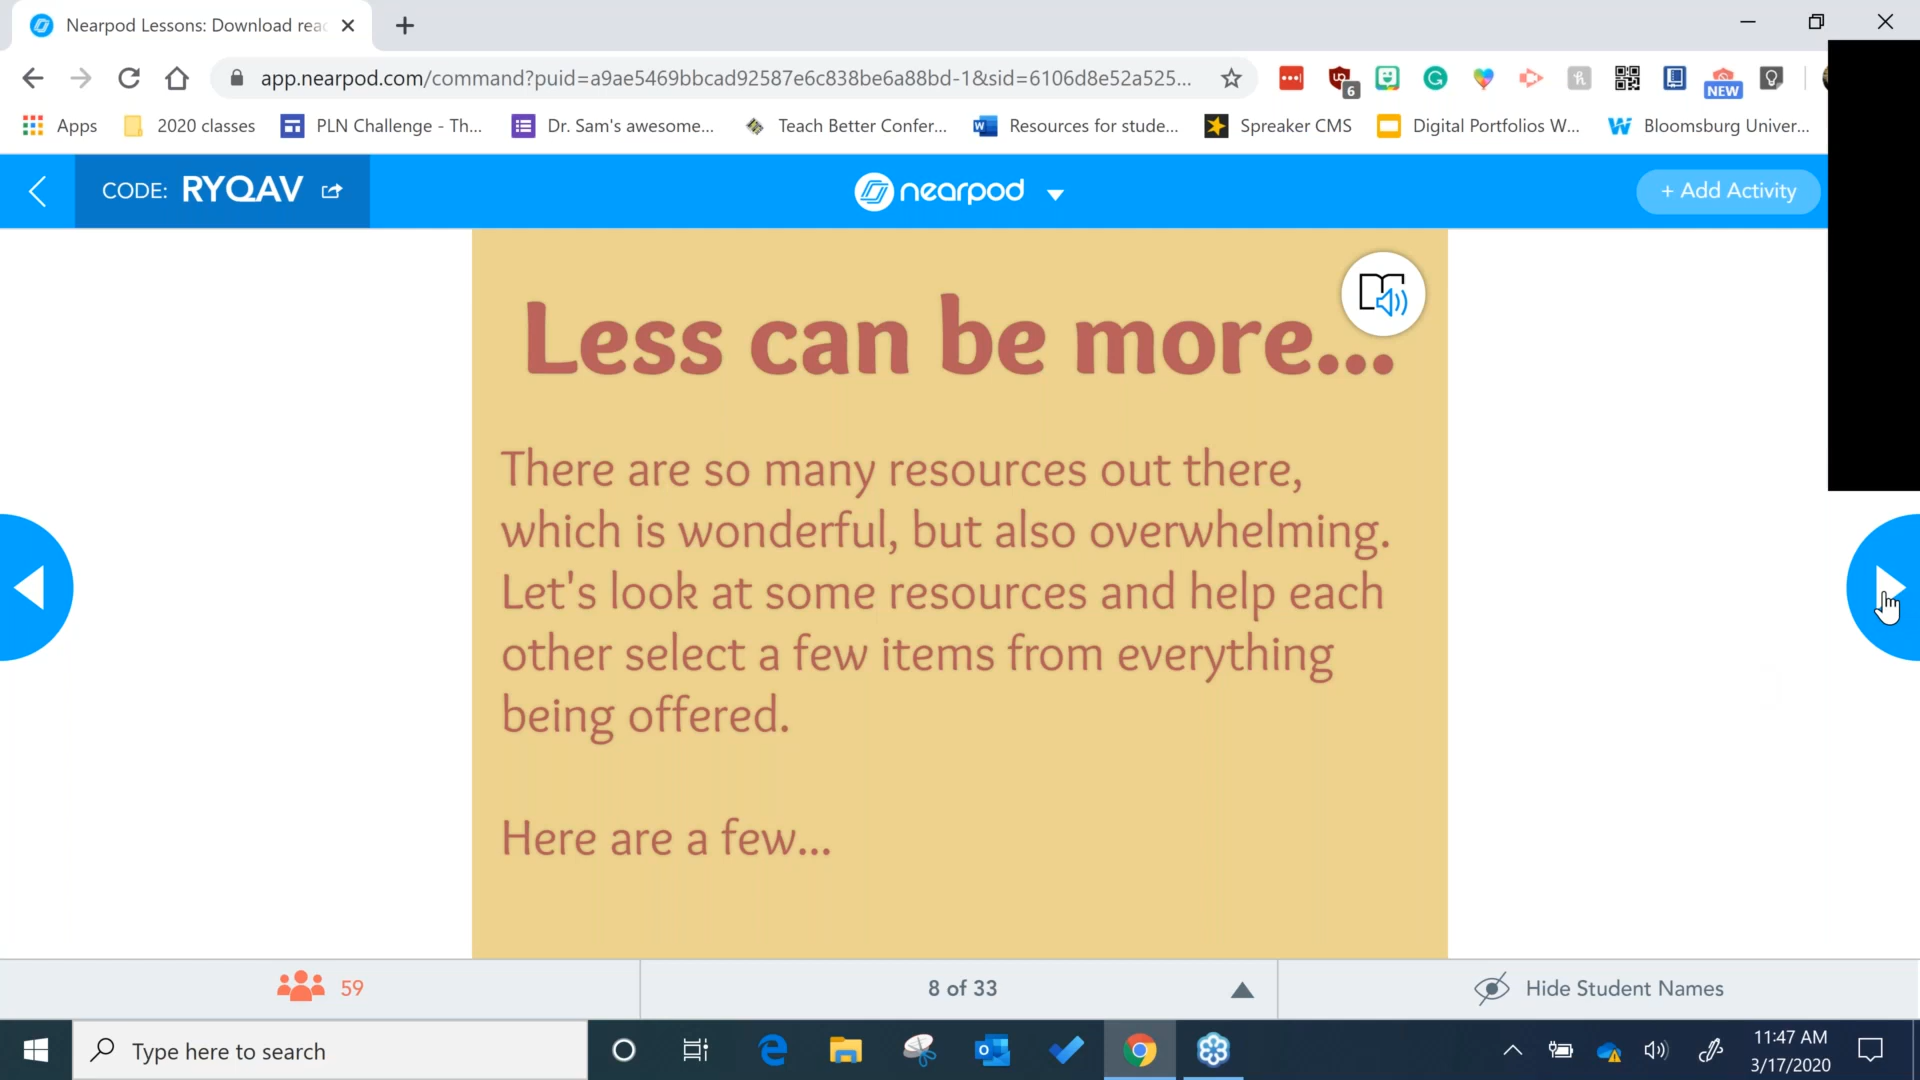 Nearpod Lessons: Download reac
app.nearpod.com/command?puid=a9ae5469bbcad92587e6c838be6a88bd-1&sid=6106d8e52a525...
6
NEW
Apps
2020 classes
PLN Challenge - Th...
Dr. Sam's awesome...
Teach Better Confer...
Resources for stude...
Spreaker CMS
Digital Portfolios W...
Bloomsburg Univer...
CODE: RYQAV
nearpod
+ Add Activity
Less can be more...
There are so many resources out there,
which is wonderful, but also overwhelming.
Let's look at some resources and help each
other select a few items from everything
being offered.
Here are a few...
59
8 of 33
Hide Student Names
Type here to search
11:47 AM
3/17/2020